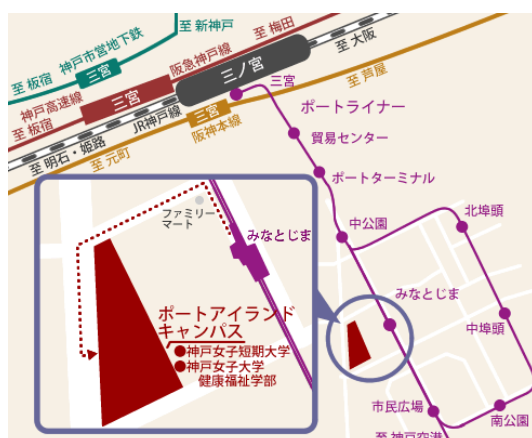 至 新神戸
神戸市営地下鉄
至 板宿
三宮
阪急神戸線
至 梅田
至 大阪
神戸高速線
三宮
三ノ宮
至 板宿
三宮
至 芦屋
JR神戸線
三宮
阪神本線
至 明石・姫路
至 元町
ポートライナー
貿易センター
ポートターミナル
中公園
北埠頭
みなとじま
中埠頭
市民広場
南公園
至 神戸空港
ファミリー
マート
みなとじま
ポートアイランド
キャンパス
●神戸女子短期大学
●神戸女子大学
健康福祉学部